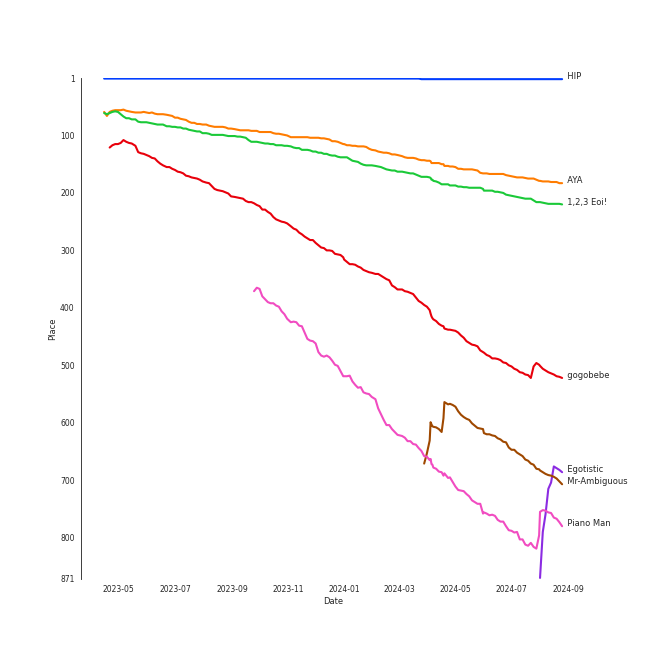 1
HIP
100
AYA
200
1,2,3 Eoi!
300
400
Place
500
gogobebe
600
Egotistic
700
Mr-Ambiguous
Piano Man
800
871
2023-05
2023-07
2023-09
2023-11
2024-01
2024-03
2024-05
2024-07
2024-09
Date